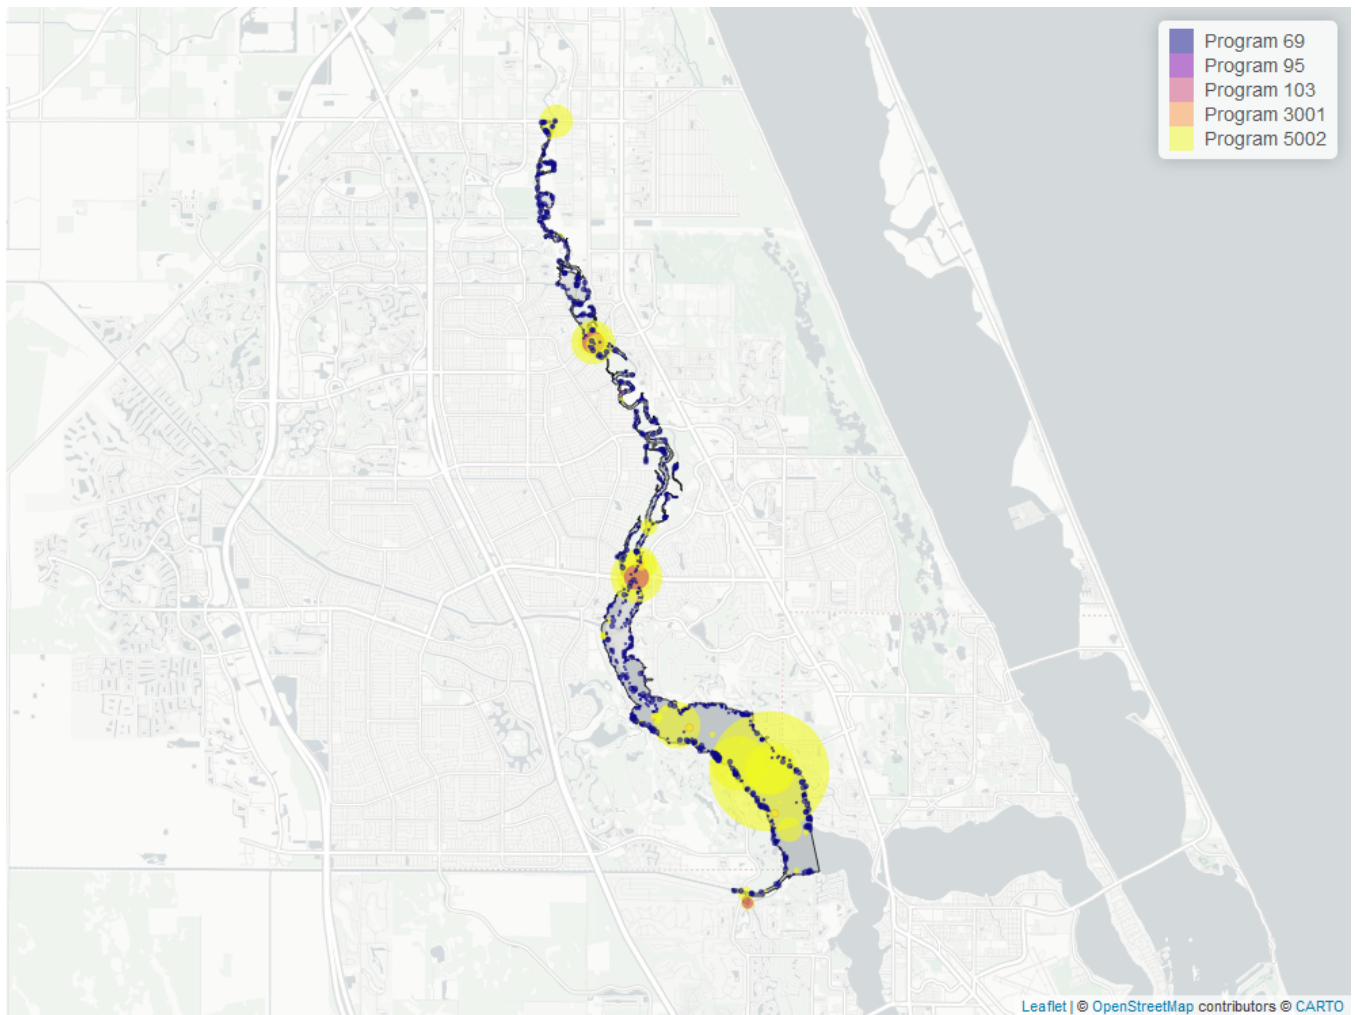 Program 69
Program 95
Program 103
Program 3001
Program 5002
Leaflet | © OpenStreetMap contributors © CARTO